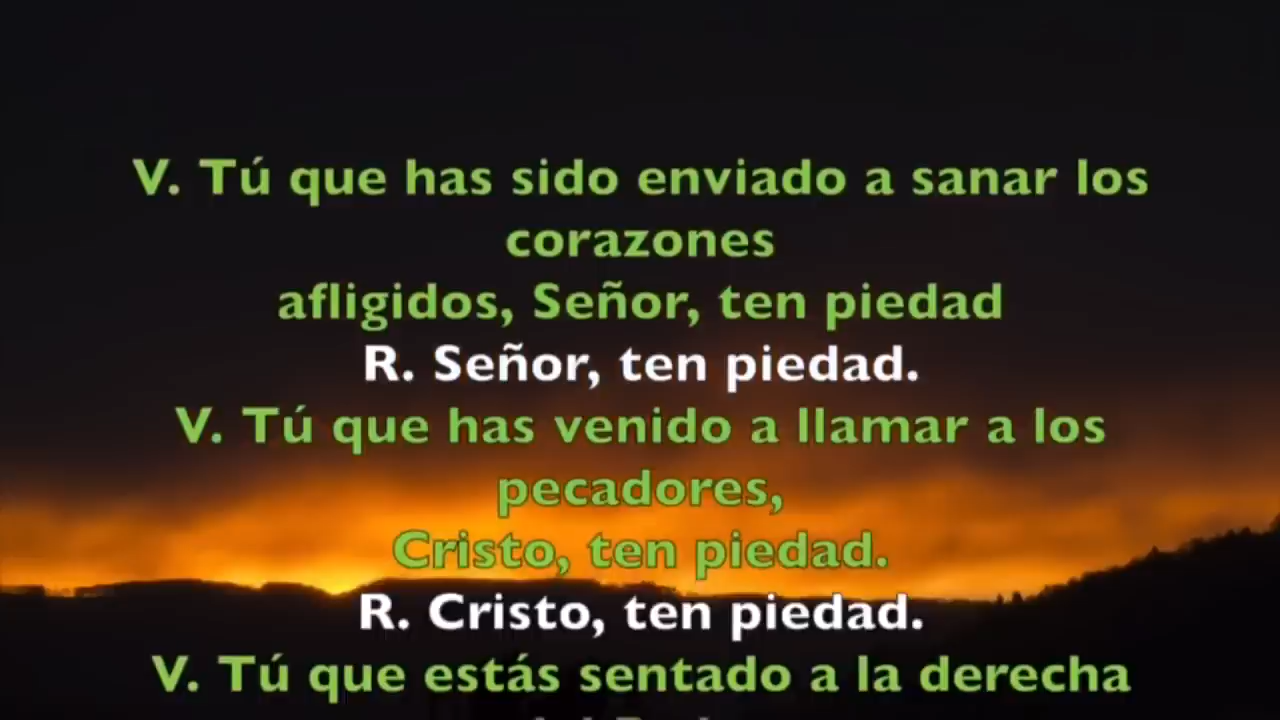 V. Tú que has sido enviado a sanar los
corazones
afligidos, Señor, ten piedad
R. Señor, ten piedad.
V. Tú que has venido a llamar a los
pecadores,
Cristo, ten piedad.
R. Cristo, ten piedad.
V. Tú que estás sentado a la derecha